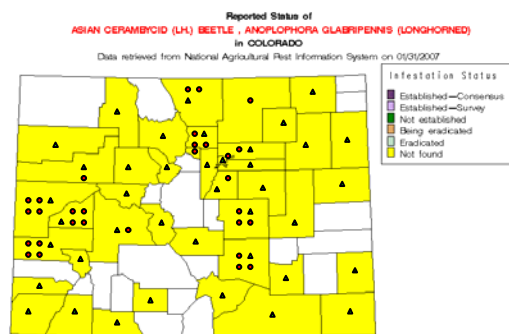 Reported Status of
ASIAN CERAMBYCID (LH.) BEETLE , ANOPLOPHORA GLABRIPENNIS (LONGHORNED)
in COLORADO
Data retrieved from National Agricultural Pest Information System on 01/31/2007
Infestation Status
Established—Consensus
Established—Survey
Not established
Being eradicated
Eradicated
Not found